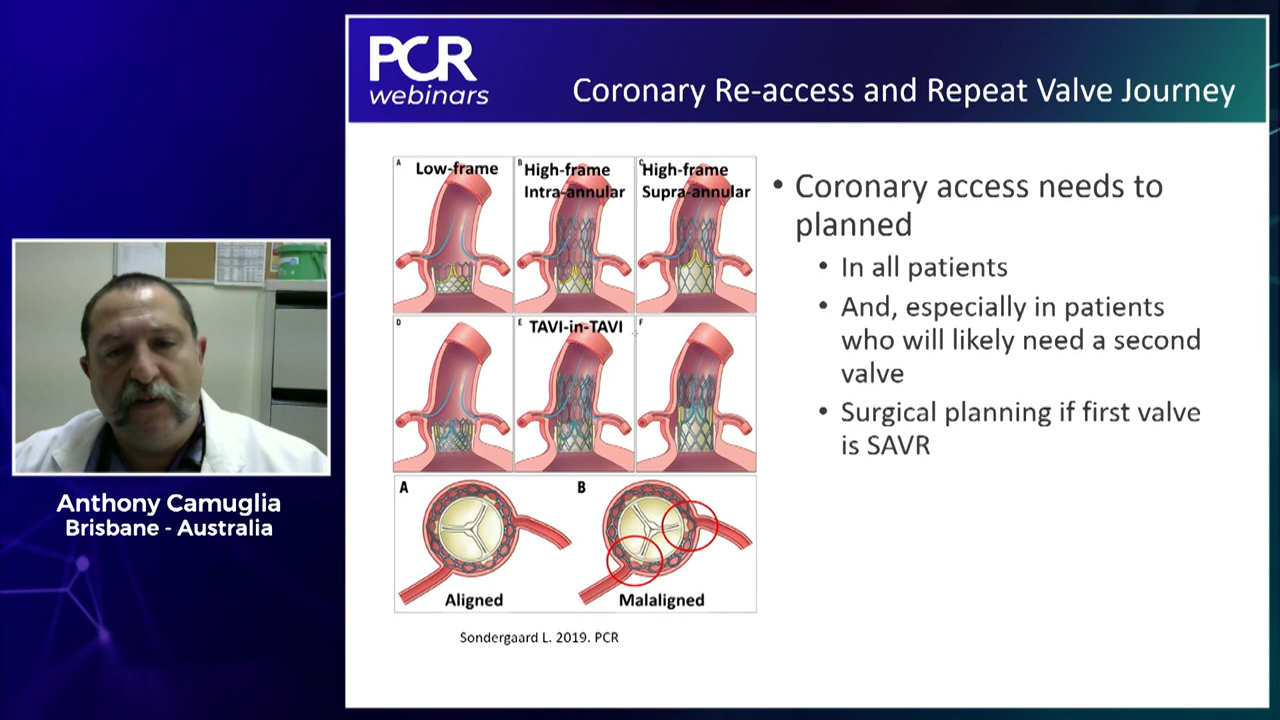 PCR
webinars
Coronary Re-access and Repeat Valve Journey
A
Low-frame
B
High-frame
Intra-annular
C
High-frame
Supra-annular
D
E
TAVI-in-TAVI
F
A
Aligned
B
Malaligned
Sondergaard L. 2019. PCR
• Coronary access needs to
planned
• In all patients
• And, especially in patients
who will likely need a second
valve
• Surgical planning if first valve
is SAVR
Anthony Camuglia
Brisbane - Australia